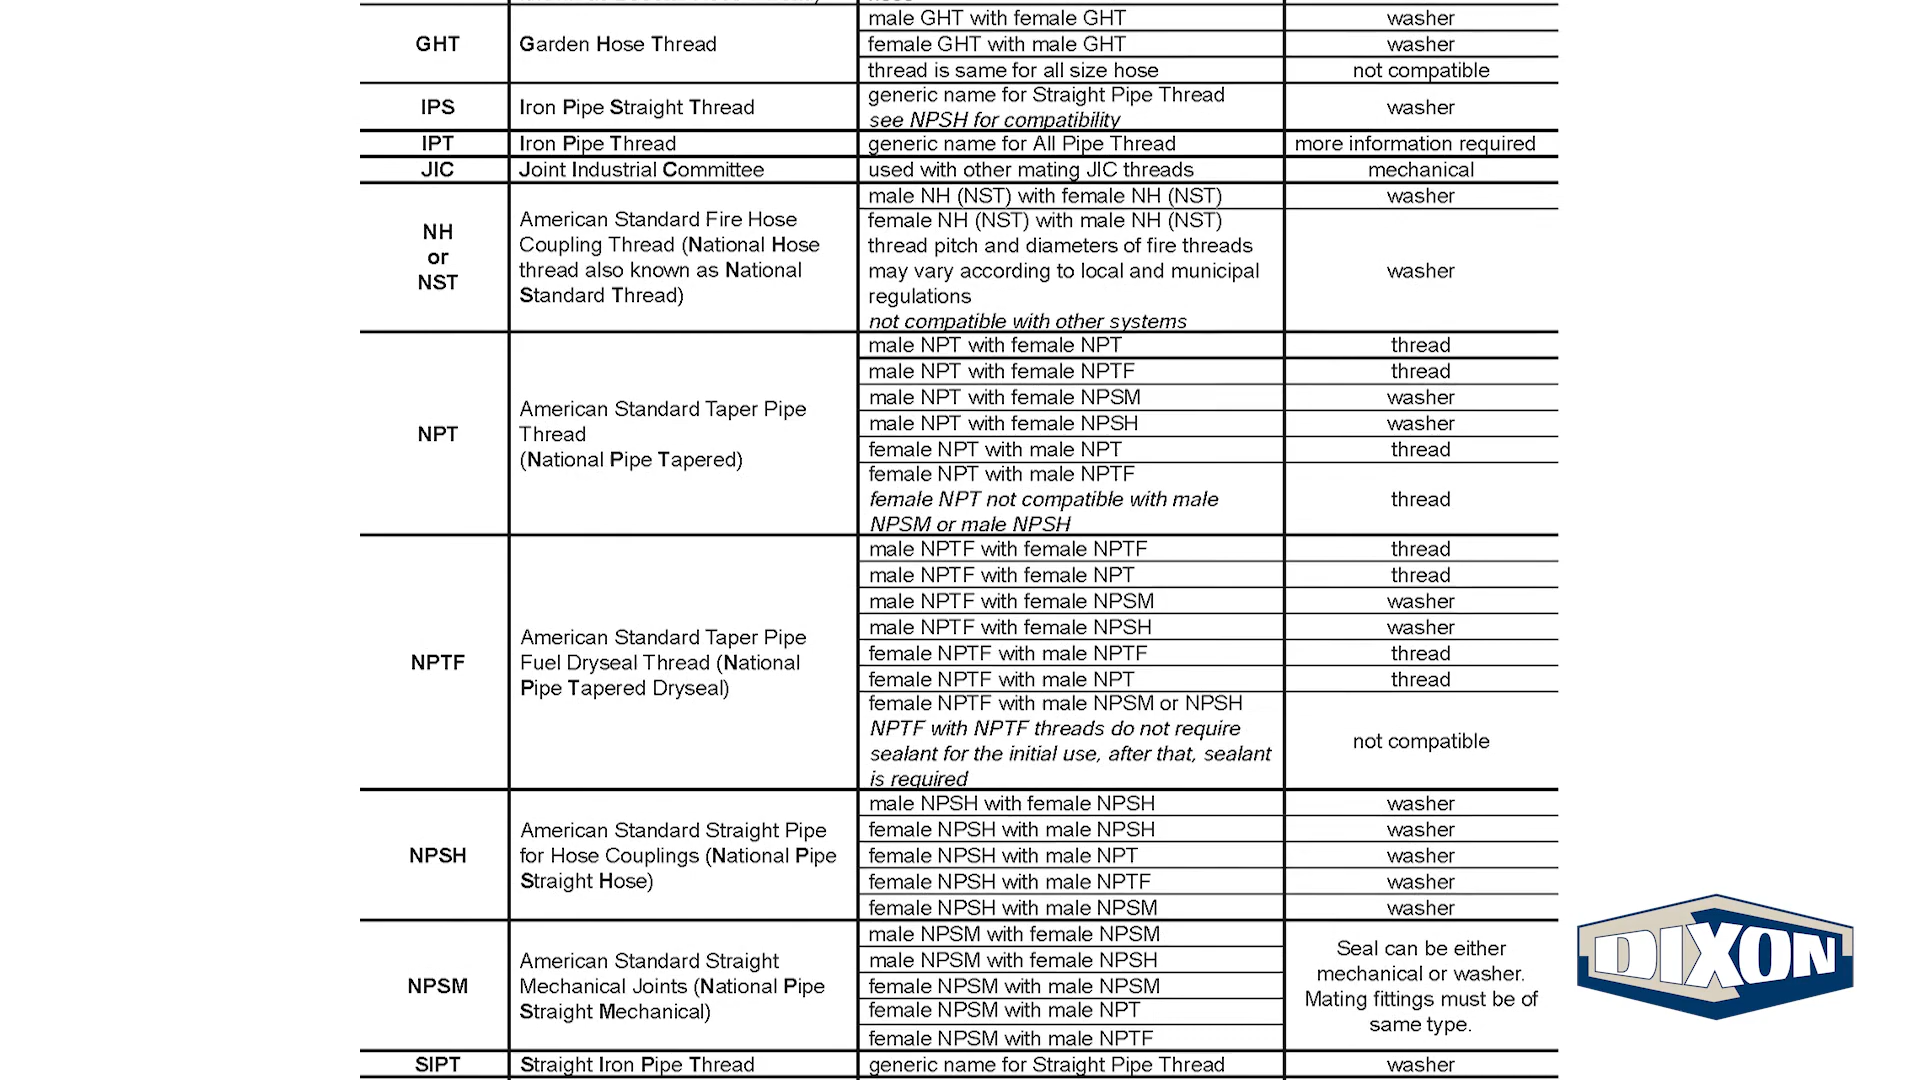 male GHT with female GHT washer
GHT Garden Hose Thread female GHT with male GHT washer
thread is same for all size hose not compatible
IPS Iron Pipe Straight Thread generic name for Straight Pipe Thread washer
see NPSH for compatibility
IPT Iron Pipe Thread generic name for All Pipe Thread more information required
JIC Joint Industrial Committee used with other mating JIC threads mechanical
NH
or
NST
American Standard Fire Hose
Coupling Thread (National Hose
thread also known as National
Standard Thread)
male NH (NST) with female NH (NST) washer
female NH (NST) with male NH (NST)
thread pitch and diameters of fire threads
may vary according to local and municipal
regulations
not compatible with other systems
washer
NPT
American Standard Taper Pipe
Thread
(National Pipe Tapered)
male NPT with female NPT thread
male NPT with female NPTF thread
male NPT with female NPSM washer
male NPT with female NPSH washer
female NPT with male NPT thread
female NPT with male NPTF
female NPT not compatible with male
NPSM or male NPSH
thread
NPTF
American Standard Taper Pipe
Fuel Dryseal Thread (National
Pipe Tapered Dryseal)
male NPTF with female NPTF thread
male NPTF with female NPT thread
male NPTF with female NPSM washer
male NPTF with female NPSH washer
female NPTF with male NPTF thread
female NPTF with male NPT thread
female NPTF with male NPSM or NPSH
NPTF with NPTF threads do not require
sealant for the initial use, after that, sealant
is required
not compatible
NPSH
American Standard Straight Pipe
for Hose Couplings (National Pipe
Straight Hose)
male NPSH with female NPSH washer
female NPSH with male NPSH washer
female NPSH with male NPT washer
female NPSH with male NPTF washer
female NPSH with male NPSM washer
NPSM
American Standard Straight
Mechanical Joints (National Pipe
Straight Mechanical)
male NPSM with female NPSM
male NPSM with female NPSH
female NPSM with male NPSM
female NPSM with male NPT
female NPSM with male NPTF
Seal can be either
mechanical or washer.
Mating fittings must be of
same type.
SIPT Straight Iron Pipe Thread generic name for Straight Pipe Thread washer
DIXON